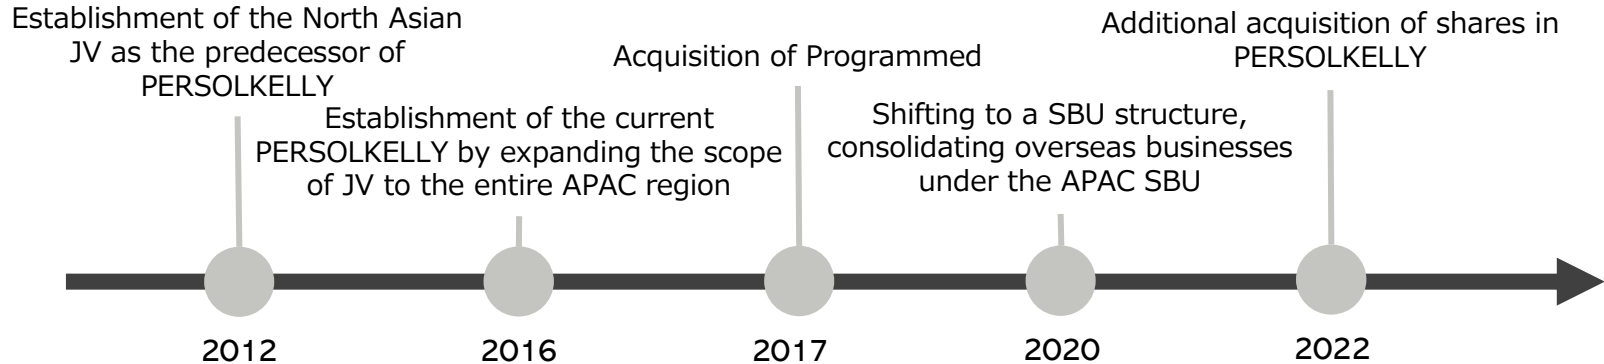 Establishment of the North Asian
JV as the predecessor of
PERSOLKELLY
Establishment of the current
PERSOLKELLY by expanding the scope
of JV to the entire APAC region
Acquisition of Programmed
Shifting to a SBU structure,
consolidating overseas businesses
under the APAC SBU
Additional acquisition of shares in
PERSOLKELLY
2012
2016
2017
2020
2022